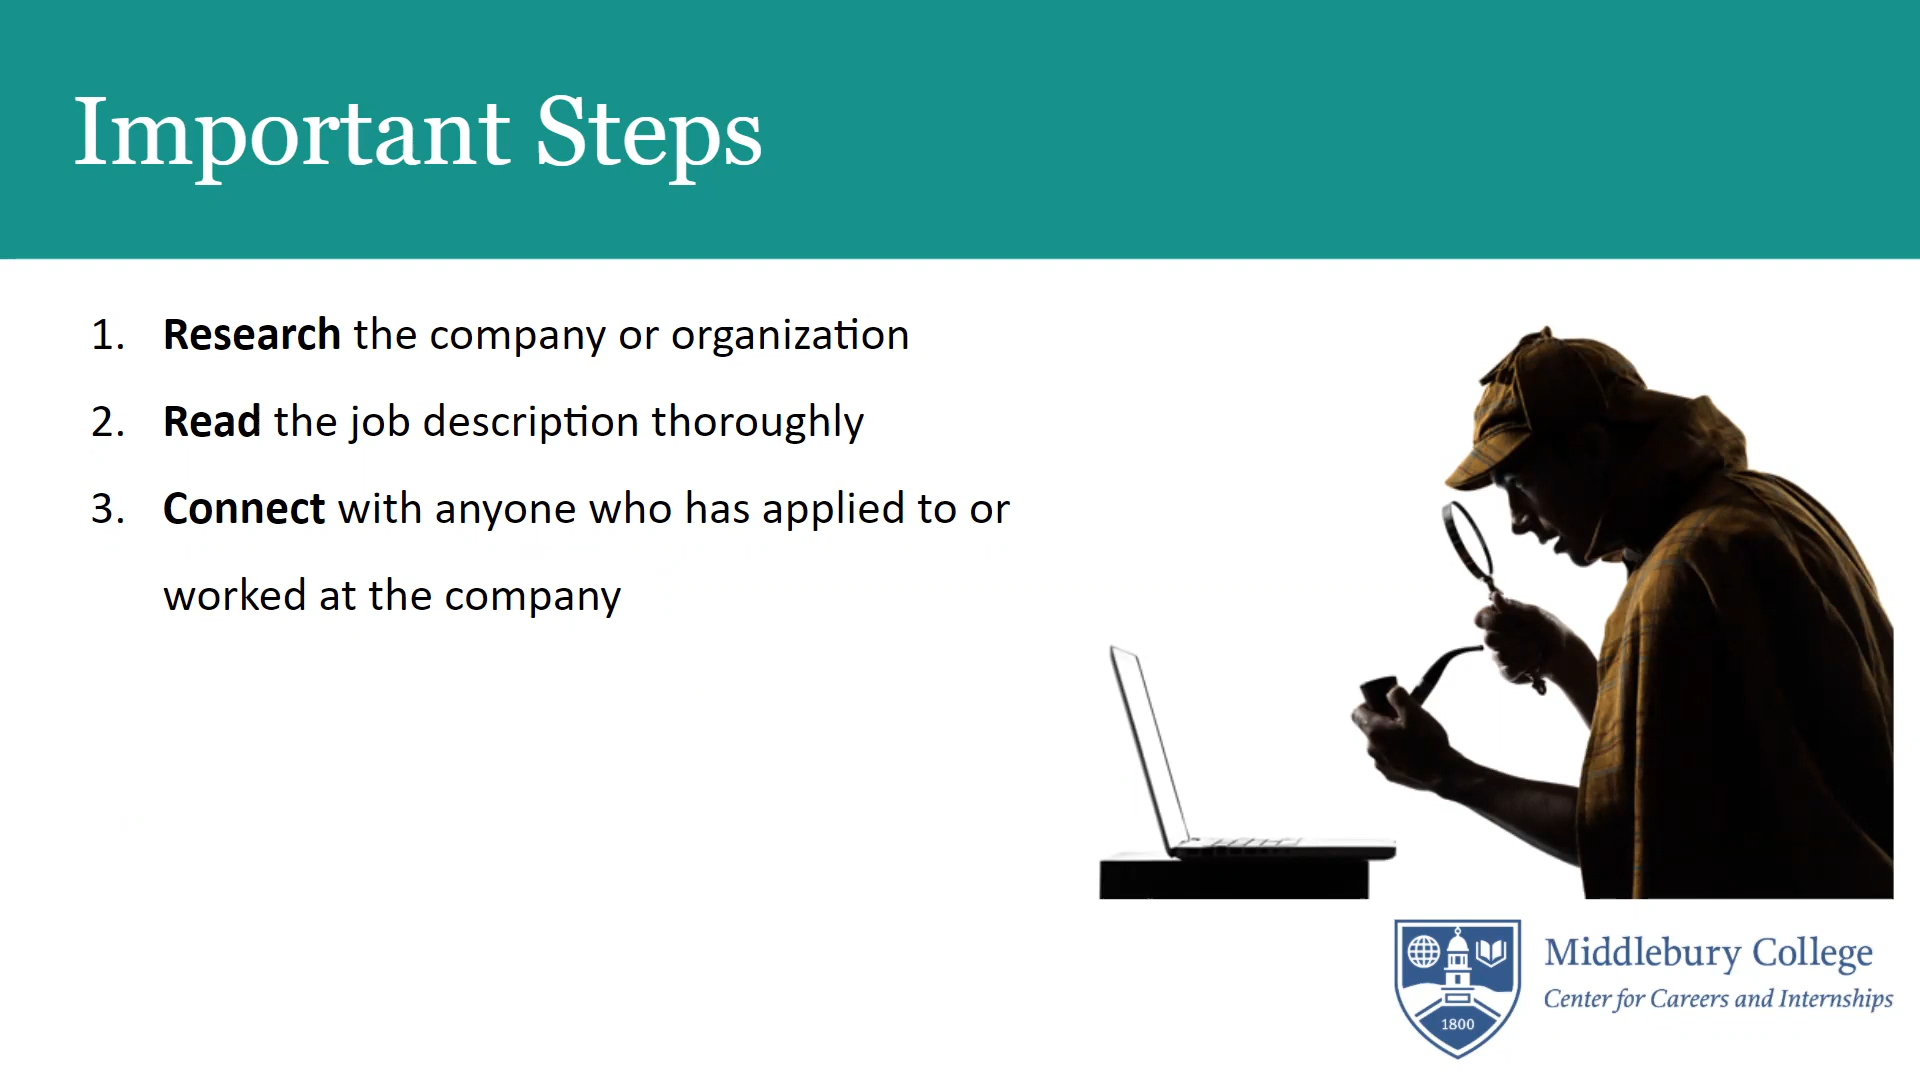 Important Steps
1. Research the company or organization
2. Read the job description thoroughly
3. Connect with anyone who has applied to or
worked at the company
Middlebury College
Center for Careers and Internships
1800